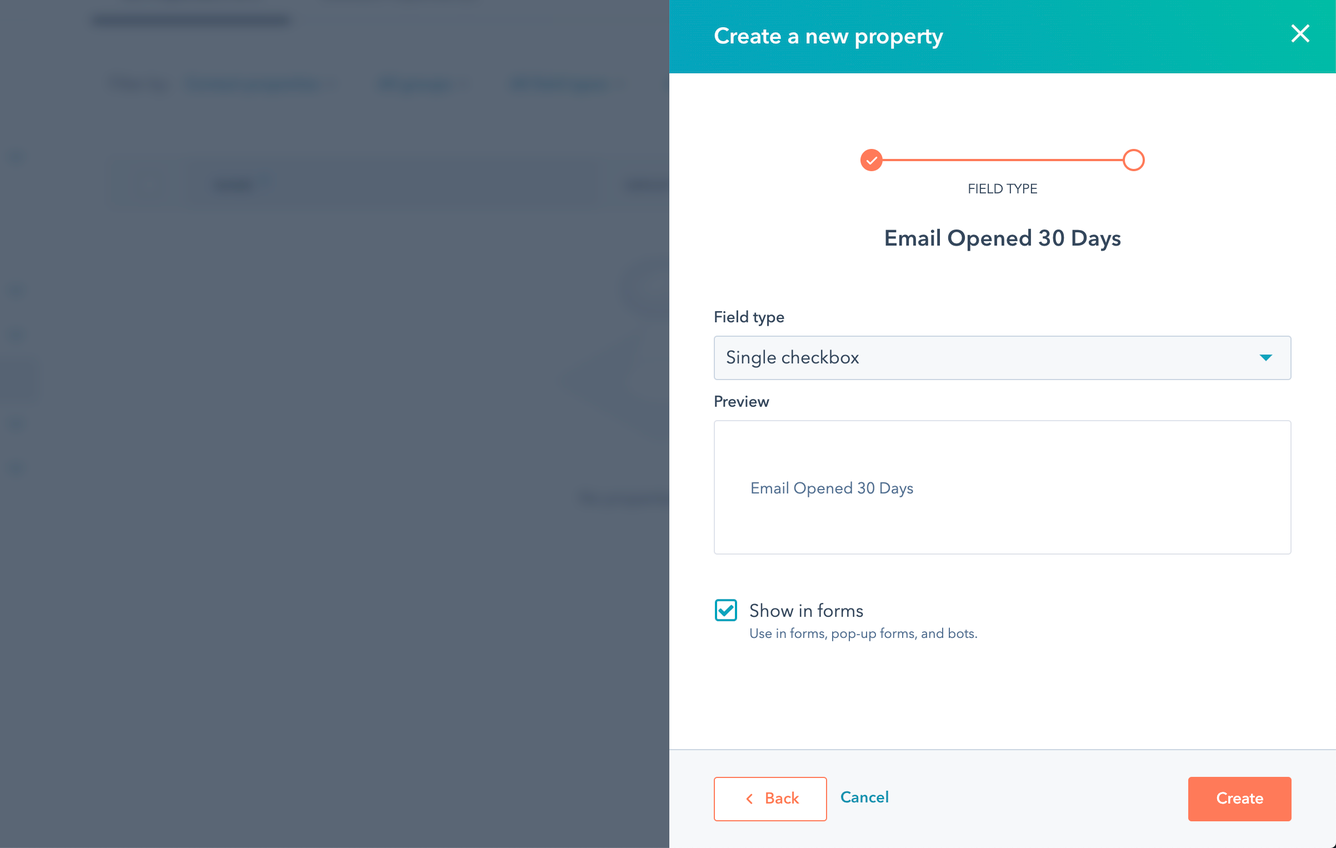 Create a new property
FIELD TYPE
Email Opened 30 Days
Field type
Single checkbox
Preview
Email Opened 30 Days
Show in forms
Use in forms, pop-up forms, and bots.
Back
Cancel
Create